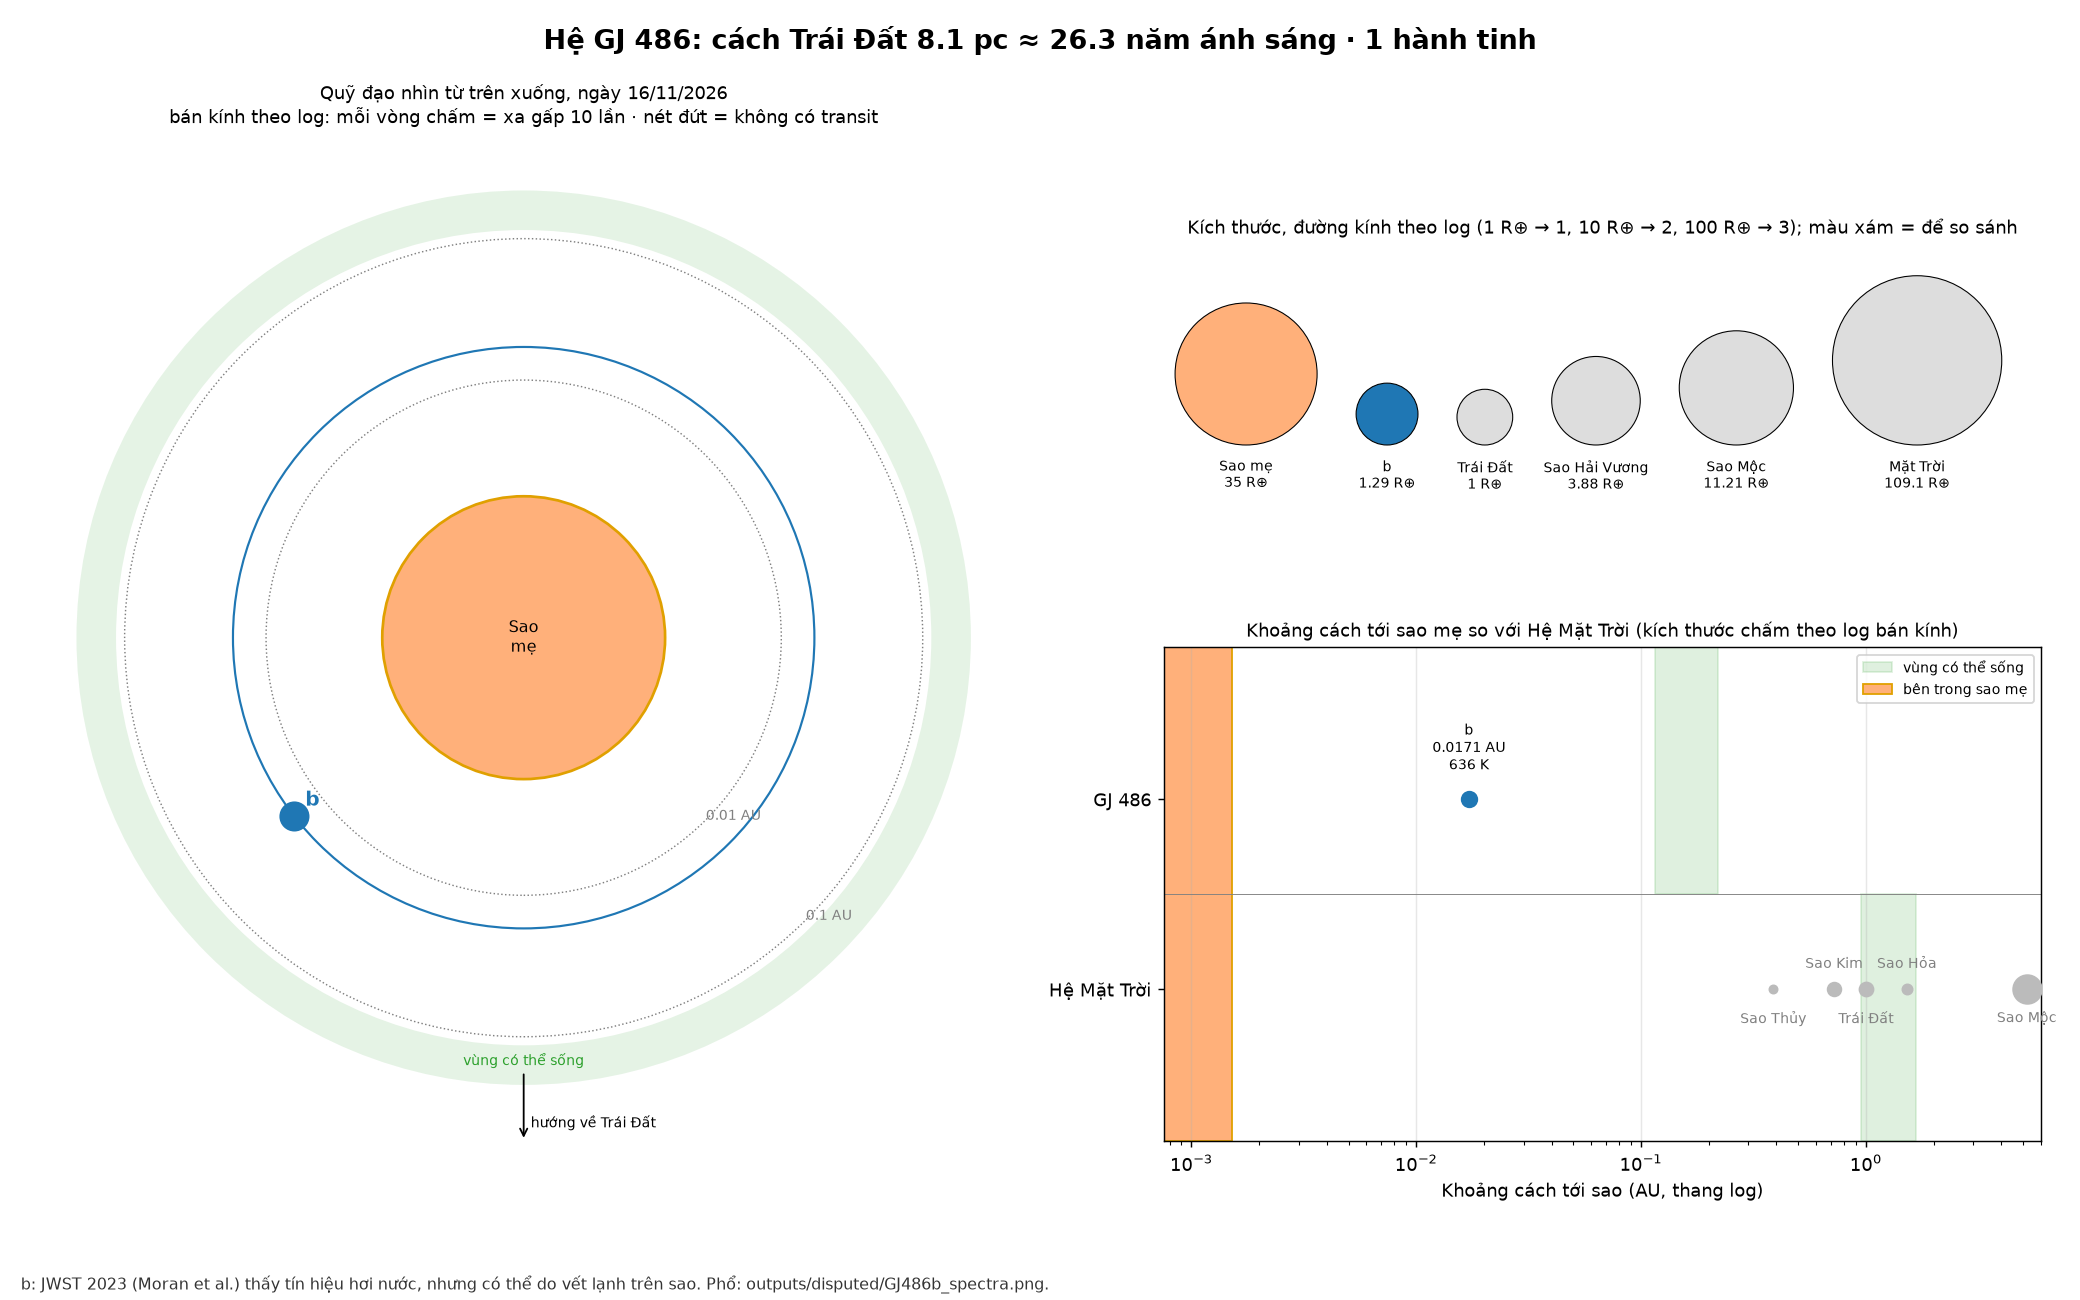 Hệ GJ 486: cách Trái Đất 8.1 pc ≈ 26.3 năm ánh sáng · 1 hành tinh
Quỹ đạo nhìn từ trên xuống, ngày 16/11/2026
bán kính theo log: mỗi vòng chấm = xa gấp 10 lần · nét đứt = không có transit
Sao
mẹ
b
0.01 AU
0.1 AU
vùng có thể sống
hướng về Trái Đất
Kích thước, đường kính theo log (1 R⊕ → 1, 10 R⊕ → 2, 100 R⊕ → 3); màu xám = để so sánh
Sao mẹ
35 R⊕
b
1.29 R⊕
Trái Đất
1 R⊕
Sao Hải Vương
3.88 R⊕
Sao Mộc
11.21 R⊕
Mặt Trời
109.1 R⊕
Khoảng cách tới sao mẹ so với Hệ Mặt Trời (kích thước chấm theo log bán kính)
vùng có thể sống
bên trong sao mẹ
b
0.0171 AU
636 K
GJ 486
Hệ Mặt Trời
Sao Kim
Sao Hỏa
Sao Thủy
Trái Đất
Sao Mộc
10⁻³
10⁻²
10⁻¹
10⁰
Khoảng cách tới sao (AU, thang log)
b: JWST 2023 (Moran et al.) thấy tín hiệu hơi nước, nhưng có thể do vết lạnh trên sao. Phổ: outputs/disputed/GJ486b_spectra.png.